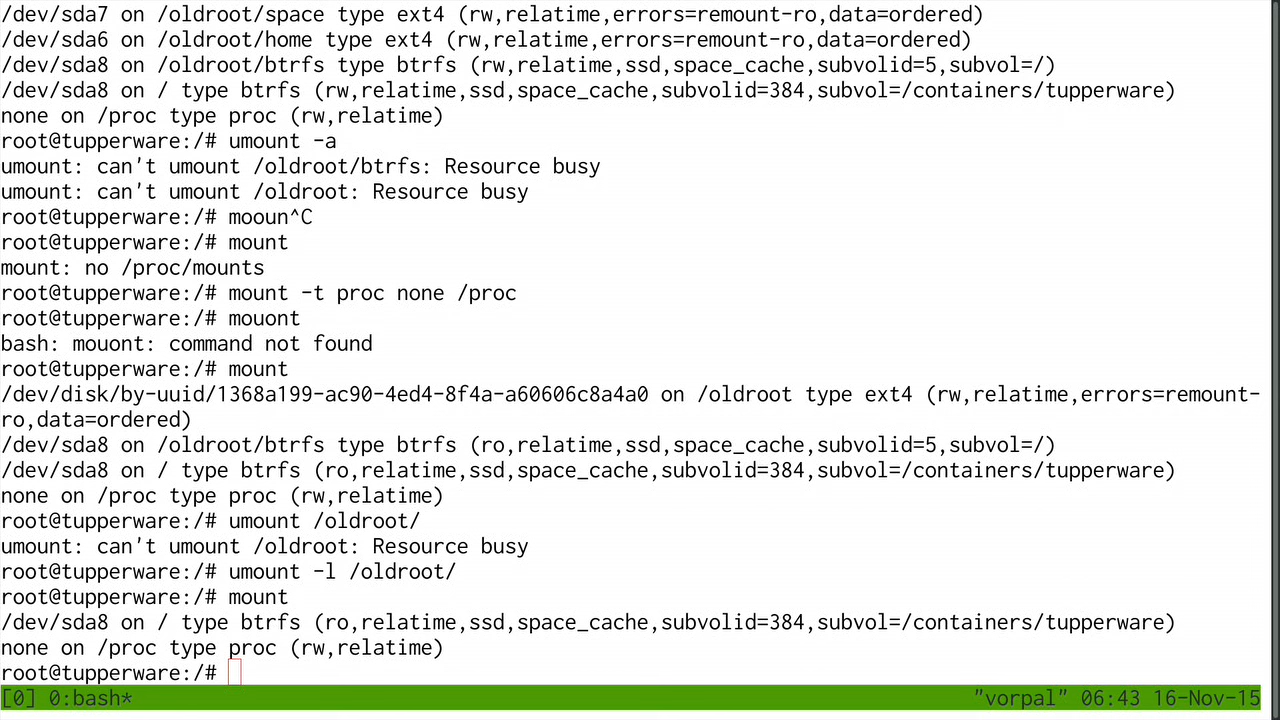 /dev/sda7 on /oldroot/space type ext4 (rw,relatime,errors=remount-ro,data=ordered)
/dev/sda6 on /oldroot/home type ext4 (rw,relatime,errors=remount-ro,data=ordered)
/dev/sda8 on /oldroot/btrfs type btrfs (rw,relatime,ssd,space_cache,subvolid=5,subvol=/)
/dev/sda8 on / type btrfs (rw,relatime,ssd,space_cache,subvolid=384,subvol=/containers/tupperware)
none on /proc type proc (rw,relatime)
root@tupperware:/# umount -a
umount: can't umount /oldroot/btrfs: Resource busy
umount: can't umount /oldroot: Resource busy
root@tupperware:/# mooun^C
root@tupperware:/# mount
mount: no /proc/mounts
root@tupperware:/# mount -t proc none /proc
root@tupperware:/# mouont
bash: mouont: command not found
root@tupperware:/# mount
/dev/disk/by-uuid/1368a199-ac90-4ed4-8f4a-a60606c8a4a0 on /oldroot type ext4 (rw,relatime,errors=remount-
ro,data=ordered)
/dev/sda8 on /oldroot/btrfs type btrfs (ro,relatime,ssd,space_cache,subvolid=5,subvol=/)
/dev/sda8 on / type btrfs (ro,relatime,ssd,space_cache,subvolid=384,subvol=/containers/tupperware)
none on /proc type proc (rw,relatime)
root@tupperware:/# umount /oldroot/
umount: can't umount /oldroot: Resource busy
root@tupperware:/# umount -l /oldroot/
root@tupperware:/# mount
/dev/sda8 on / type btrfs (ro,relatime,ssd,space_cache,subvolid=384,subvol=/containers/tupperware)
none on /proc type proc (rw,relatime)
root@tupperware:/#
[0] 0:bash* "vorpal" 06:43 16-Nov-15